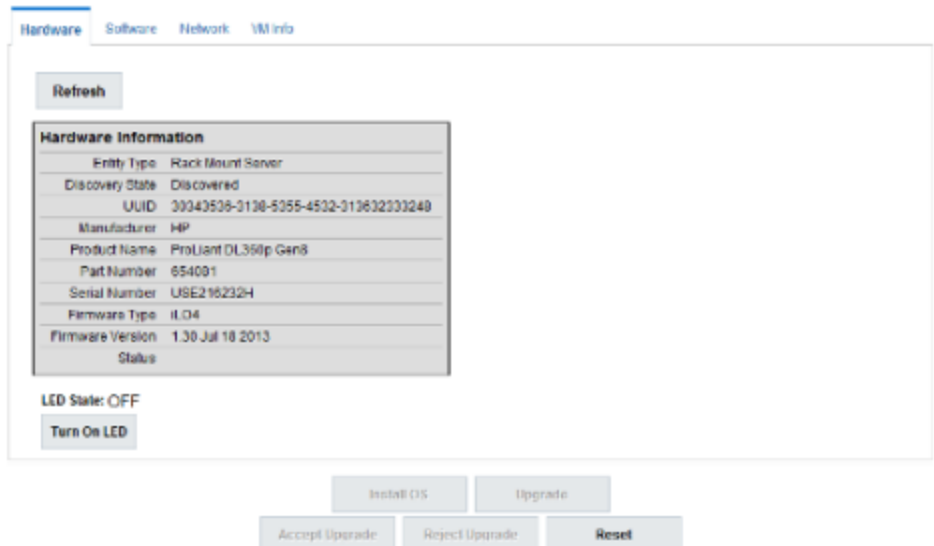 Hardware Software Network VM Info
Refresh
Hardware Information
Entity Type Rack Mount Server
Discovery State Discovered
UUID 30343536-3138-5355-4532-313632333248
Manufacturer HP
Product Name ProLiant DL360p Gen8
Part Number 654081
Serial Number USE216232H
Firmware Type iLO4
Firmware Version 1.30 Jul 18 2013
Status
LED State: OFF
Turn On LED
Install OS Upgrade
Accept Upgrade Reject Upgrade Reset